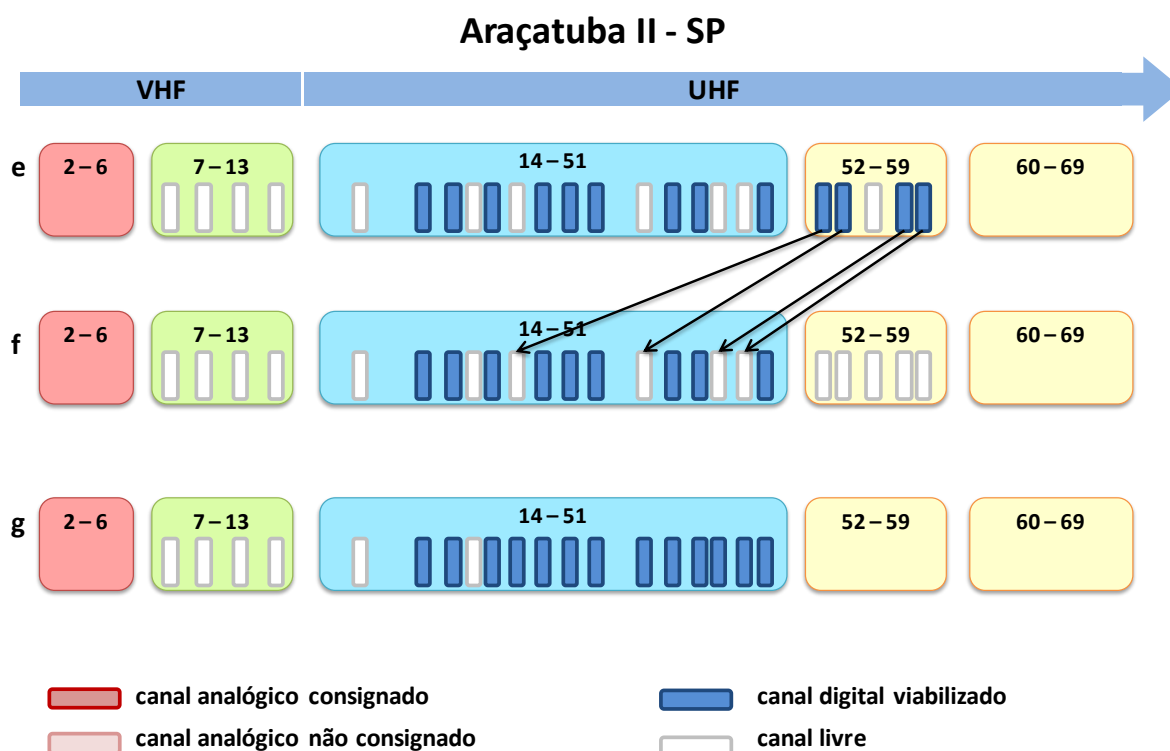 Araçatuba II - SP
VHF UHF
e 2 – 6 7 – 13 14 – 51 52 – 59 60 – 69
f 2 – 6 7 – 13 14 – 51 52 – 59 60 – 69
g 2 – 6 7 – 13 14 – 51 52 – 59 60 – 69
canal analógico consignado canal digital viabilizado
canal analógico não consignado canal livre